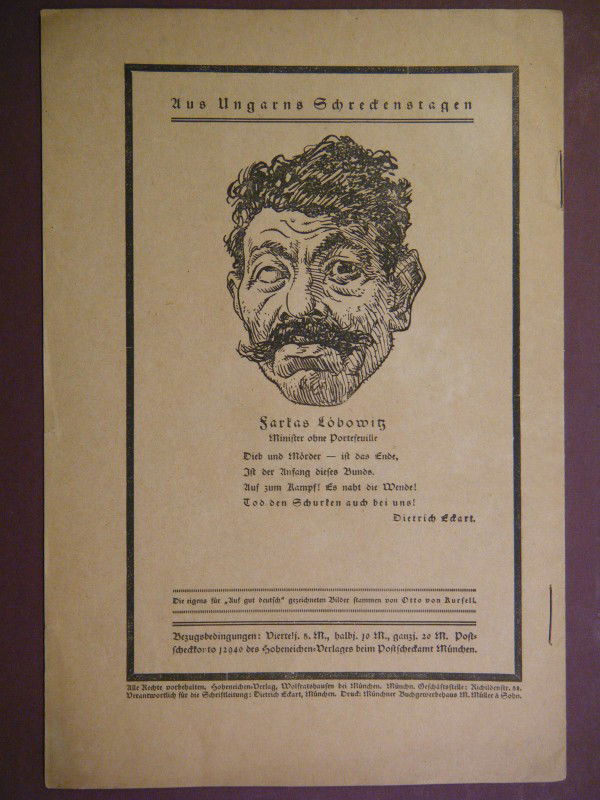 Aus Ungarns Schreckenstagen
Farkas Löbowitz
Minister ohne Portefeuille
Dieb und Mörder — ist das Ende,
Ist der Anfang dieses Bunds.
Auf zum Kampf! Es naht die Wende!
Tod den Schurken auch bei uns!
Dietrich Eckart.
Die eigens für „Auf gut deutsch“ gezeichneten Bilder stammen von Otto von Kursell.
Bezugsbedingungen: Viertelj. 5. M., halbj. 10 M., ganzj. 20 M. Post-
scheckkonto 12940 des Hoheneichen-Verlages beim Postscheckamt München.
Alle Rechte vorbehalten. Hoheneichen-Verlag, Wolfratshausen bei München. Münchn. Geschäftsstelle: Richildenstr.
Verantwortlich für die Schriftleitung: Dietrich Eckart, München. Druck: Münchner Buchgewerbehaus M. Müller & Sohn.